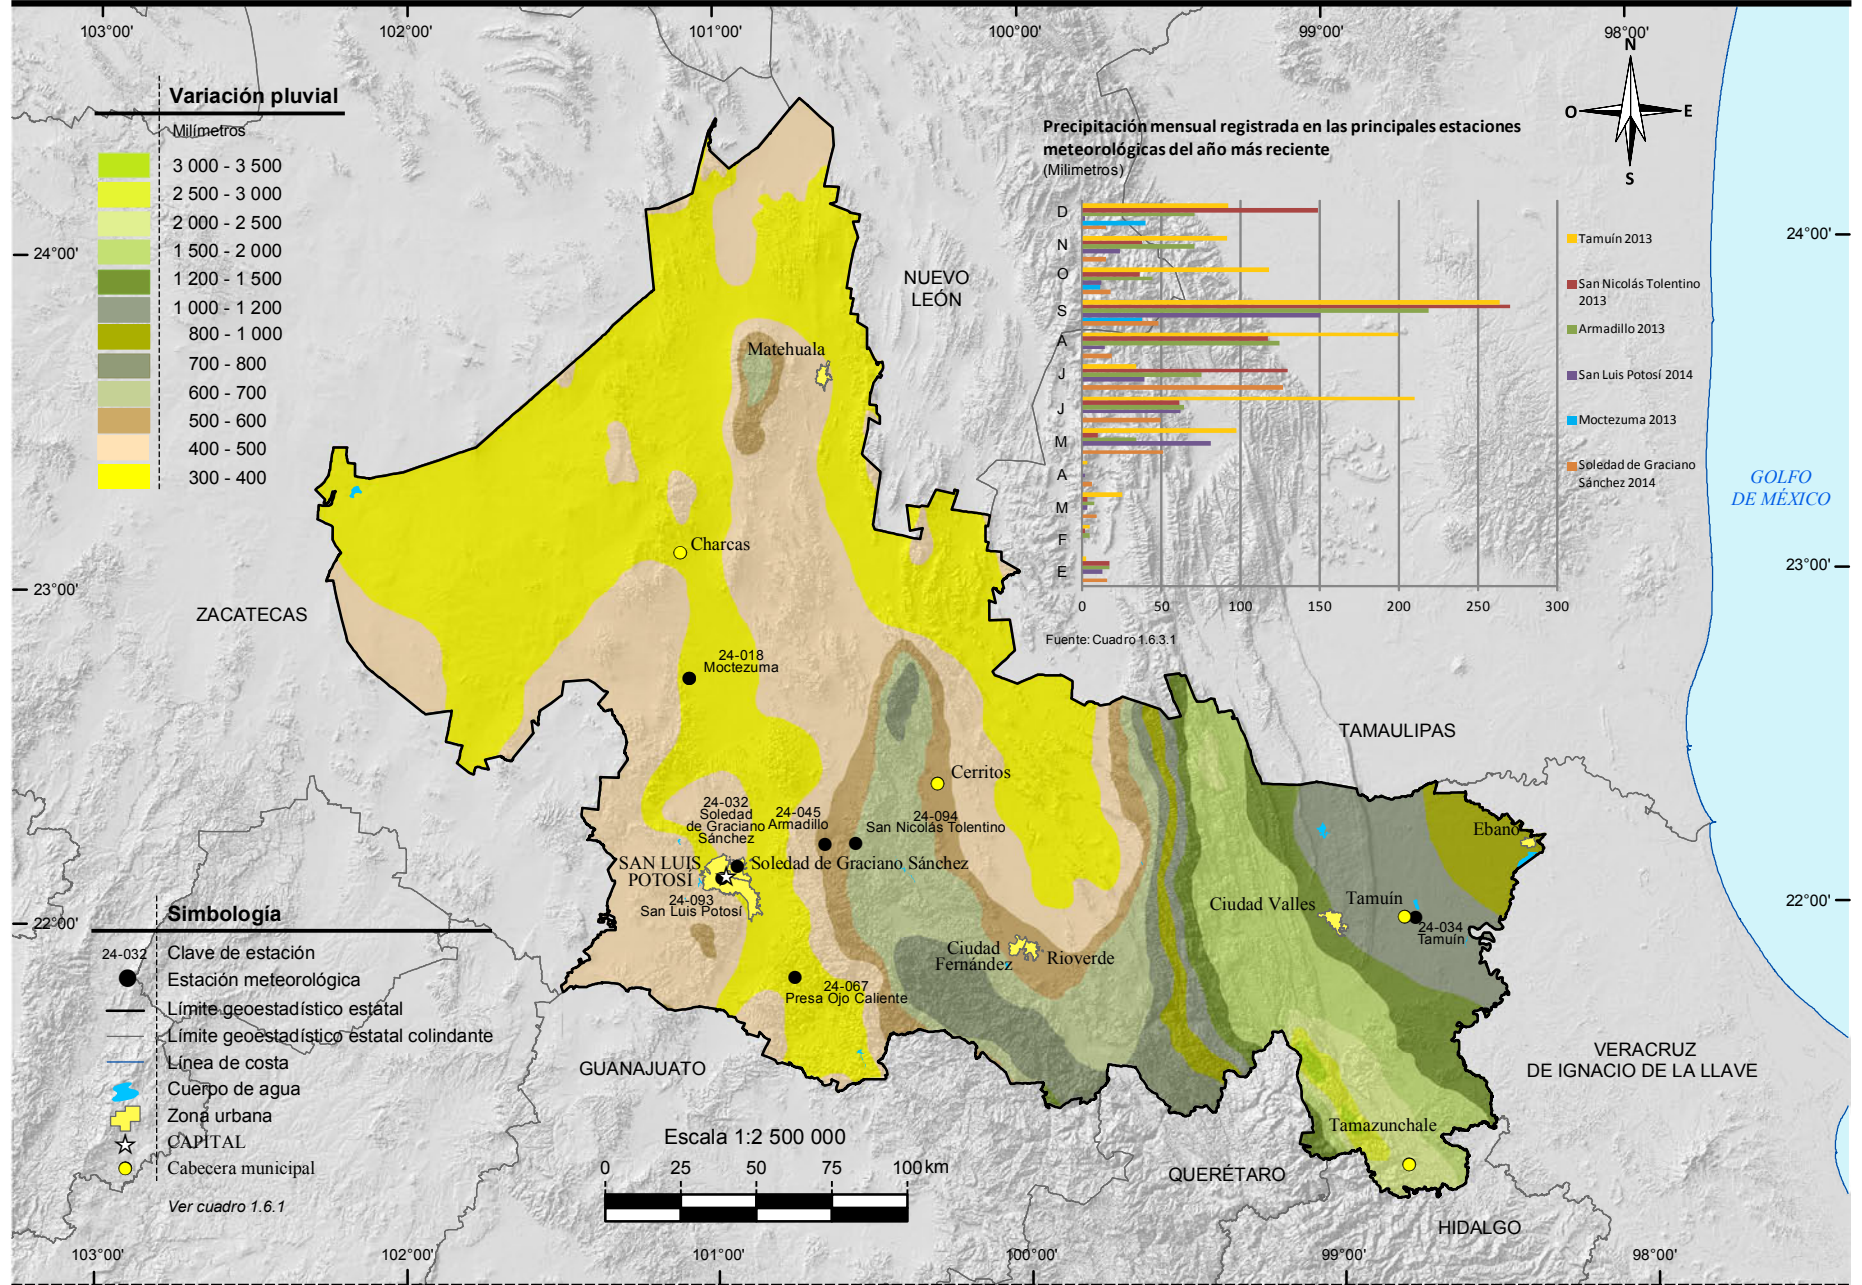 103°00'
102°00'
101°00'
100°00'
99°00'
98°00'
N
O
E
S
Variación pluvial
Milímetros
3 000 - 3 500
2 500 - 3 000
2 000 - 2 500
1 500 - 2 000
1 200 - 1 500
1 000 - 1 200
800 - 1 000
700 - 800
600 - 700
500 - 600
400 - 500
300 - 400
Precipitación mensual registrada en las principales estaciones
meteorológicas del año más reciente
(Milimetros)
D
N
O
S
A
J
J
M
A
M
F
E
0
50
100
150
200
250
300
Tamuín 2013
San Nicolás Tolentino
2013
Armadillo 2013
San Luis Potosí 2014
Moctezuma 2013
Soledad de Graciano
Sánchez 2014
Fuente: Cuadro 1.6.3.1
24°00'
24°00'
23°00'
23°00'
22°00'
22°00'
NUEVO
LEÓN
ZACATECAS
TAMAULIPAS
GUANAJUATO
QUERÉTARO
HIDALGO
VERACRUZ
DE IGNACIO DE LA LLAVE
GOLFO
DE MÉXICO
Matehuala
Charcas
24-018
Moctezuma
Cerritos
24-032
Soledad
de Graciano
Sánchez
24-045
Armadillo
24-094
San Nicolás Tolentino
SAN LUIS
POTOSÍ
Soledad de Graciano Sánchez
24-093
San Luis Potosí
Ciudad
Fernández
Rioverde
24-067
Presa Ojo Caliente
Ciudad Valles
Tamuín
24-034
Tamuín
Ebano
Tamazunchale
Simbología
24-032
Clave de estación
Estación meteorológica
Límite geoestadístico estatal
Límite geoestadístico estatal colindante
Línea de costa
Cuerpo de agua
Zona urbana
CAPITAL
Cabecera municipal
Ver cuadro 1.6.1
Escala 1:2 500 000
0
25
50
75
100 km
103°00'
102°00'
101°00'
100°00'
99°00'
98°00'